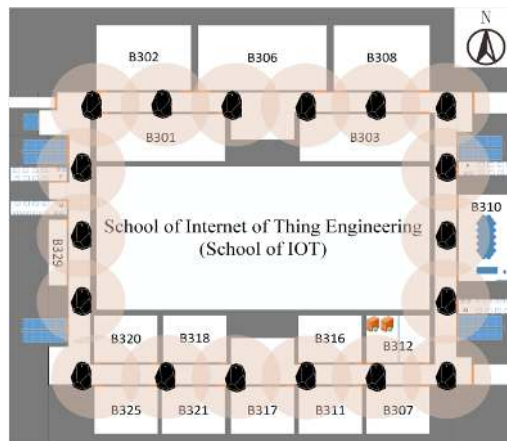 N
B302
B306
B308
B301
B303
B310
School of Internet of Thing Engineering
(School of IOT)
B329
B320
B318
B316
B312
B325
B321
B317
B311
B307